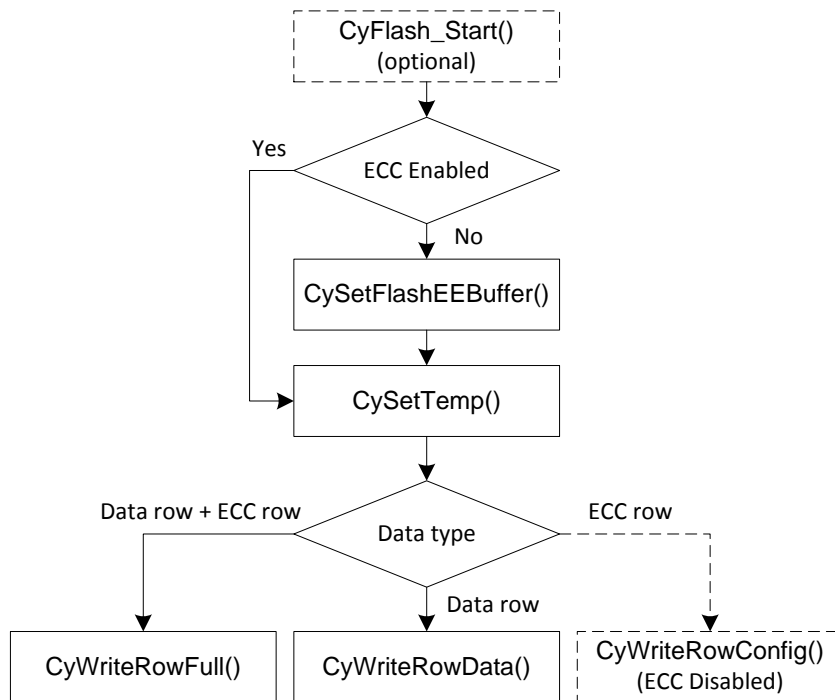 CyFlash_Start()
(optional)
Yes
ECC Enabled
No
CySetFlashEEBuffer()
CySetTemp()
Data row + ECC row
ECC row
Data type
Data row
CyWriteRowFull()
CyWriteRowData()
CyWriteRowConfig()
(ECC Disabled)